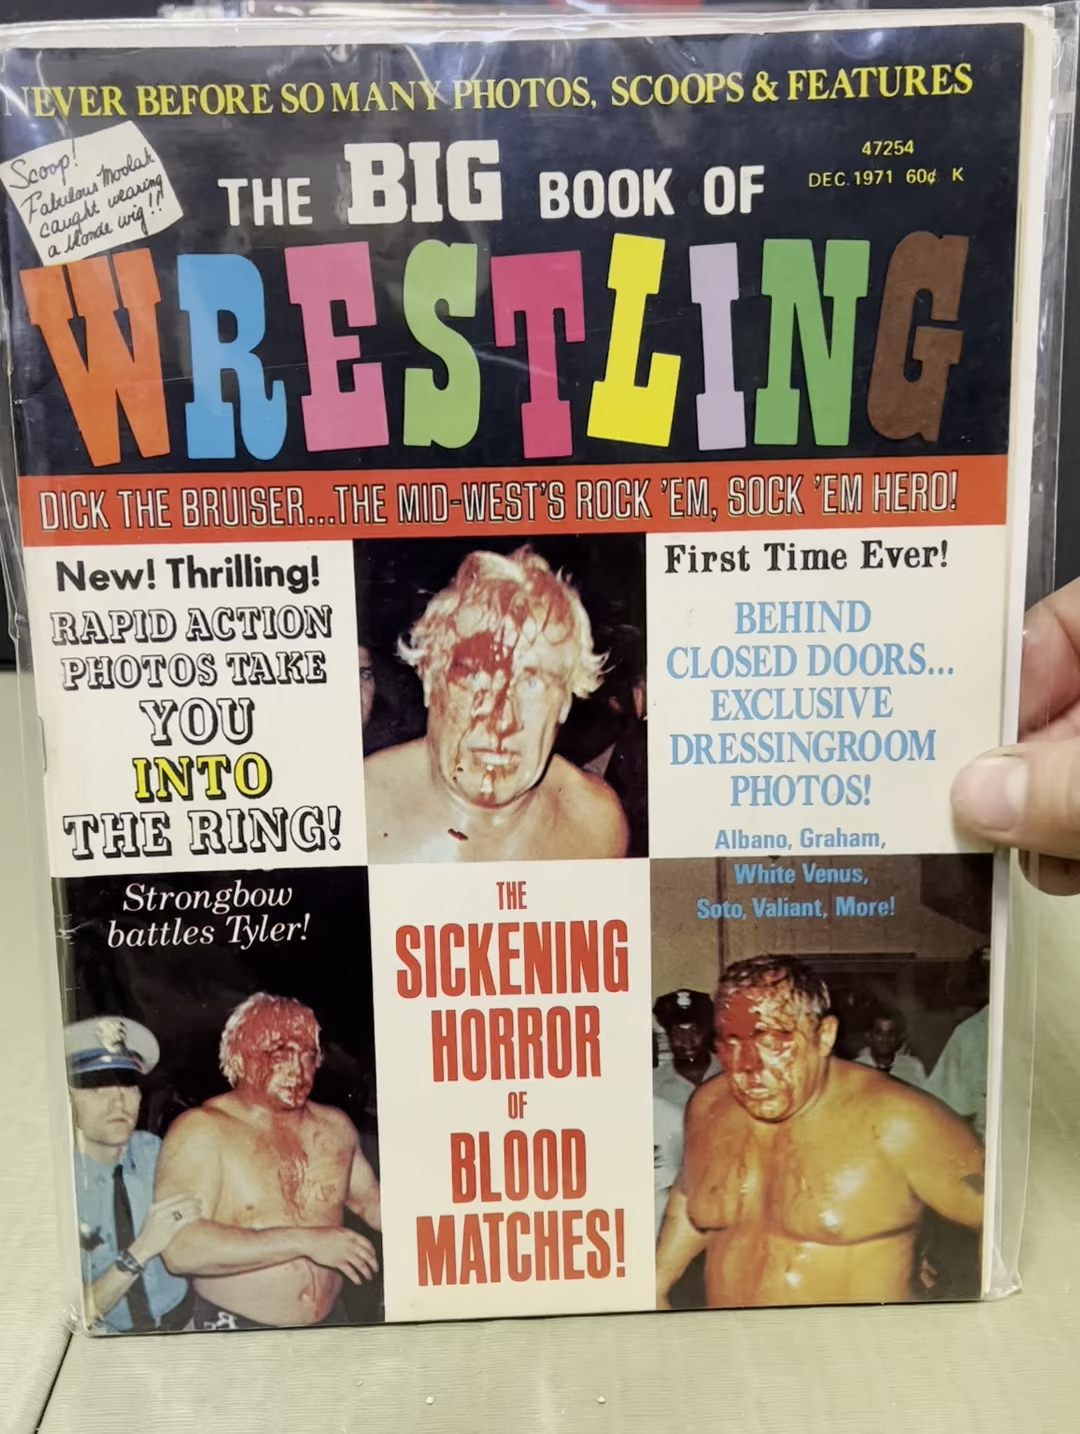 NEVER BEFORE SO MANY PHOTOS, SCOOPS & FEATURES
Scoop!
Fabulous Moolah
caught wearing
a blonde wig!!
47254
DEC. 1971 60¢ K
THE BIG BOOK OF
WRESTLING
DICK THE BRUISER...THE MID-WEST'S ROCK 'EM, SOCK 'EM HERO!
New! Thrilling!
RAPID ACTION
PHOTOS TAKE
YOU
INTO
THE RING!
First Time Ever!
BEHIND
CLOSED DOORS...
EXCLUSIVE
DRESSINGROOM
PHOTOS!
Albano, Graham,
White Venus,
Soto, Valiant, More!
Strongbow
battles Tyler!
THE
SICKENING
HORROR
OF
BLOOD
MATCHES!